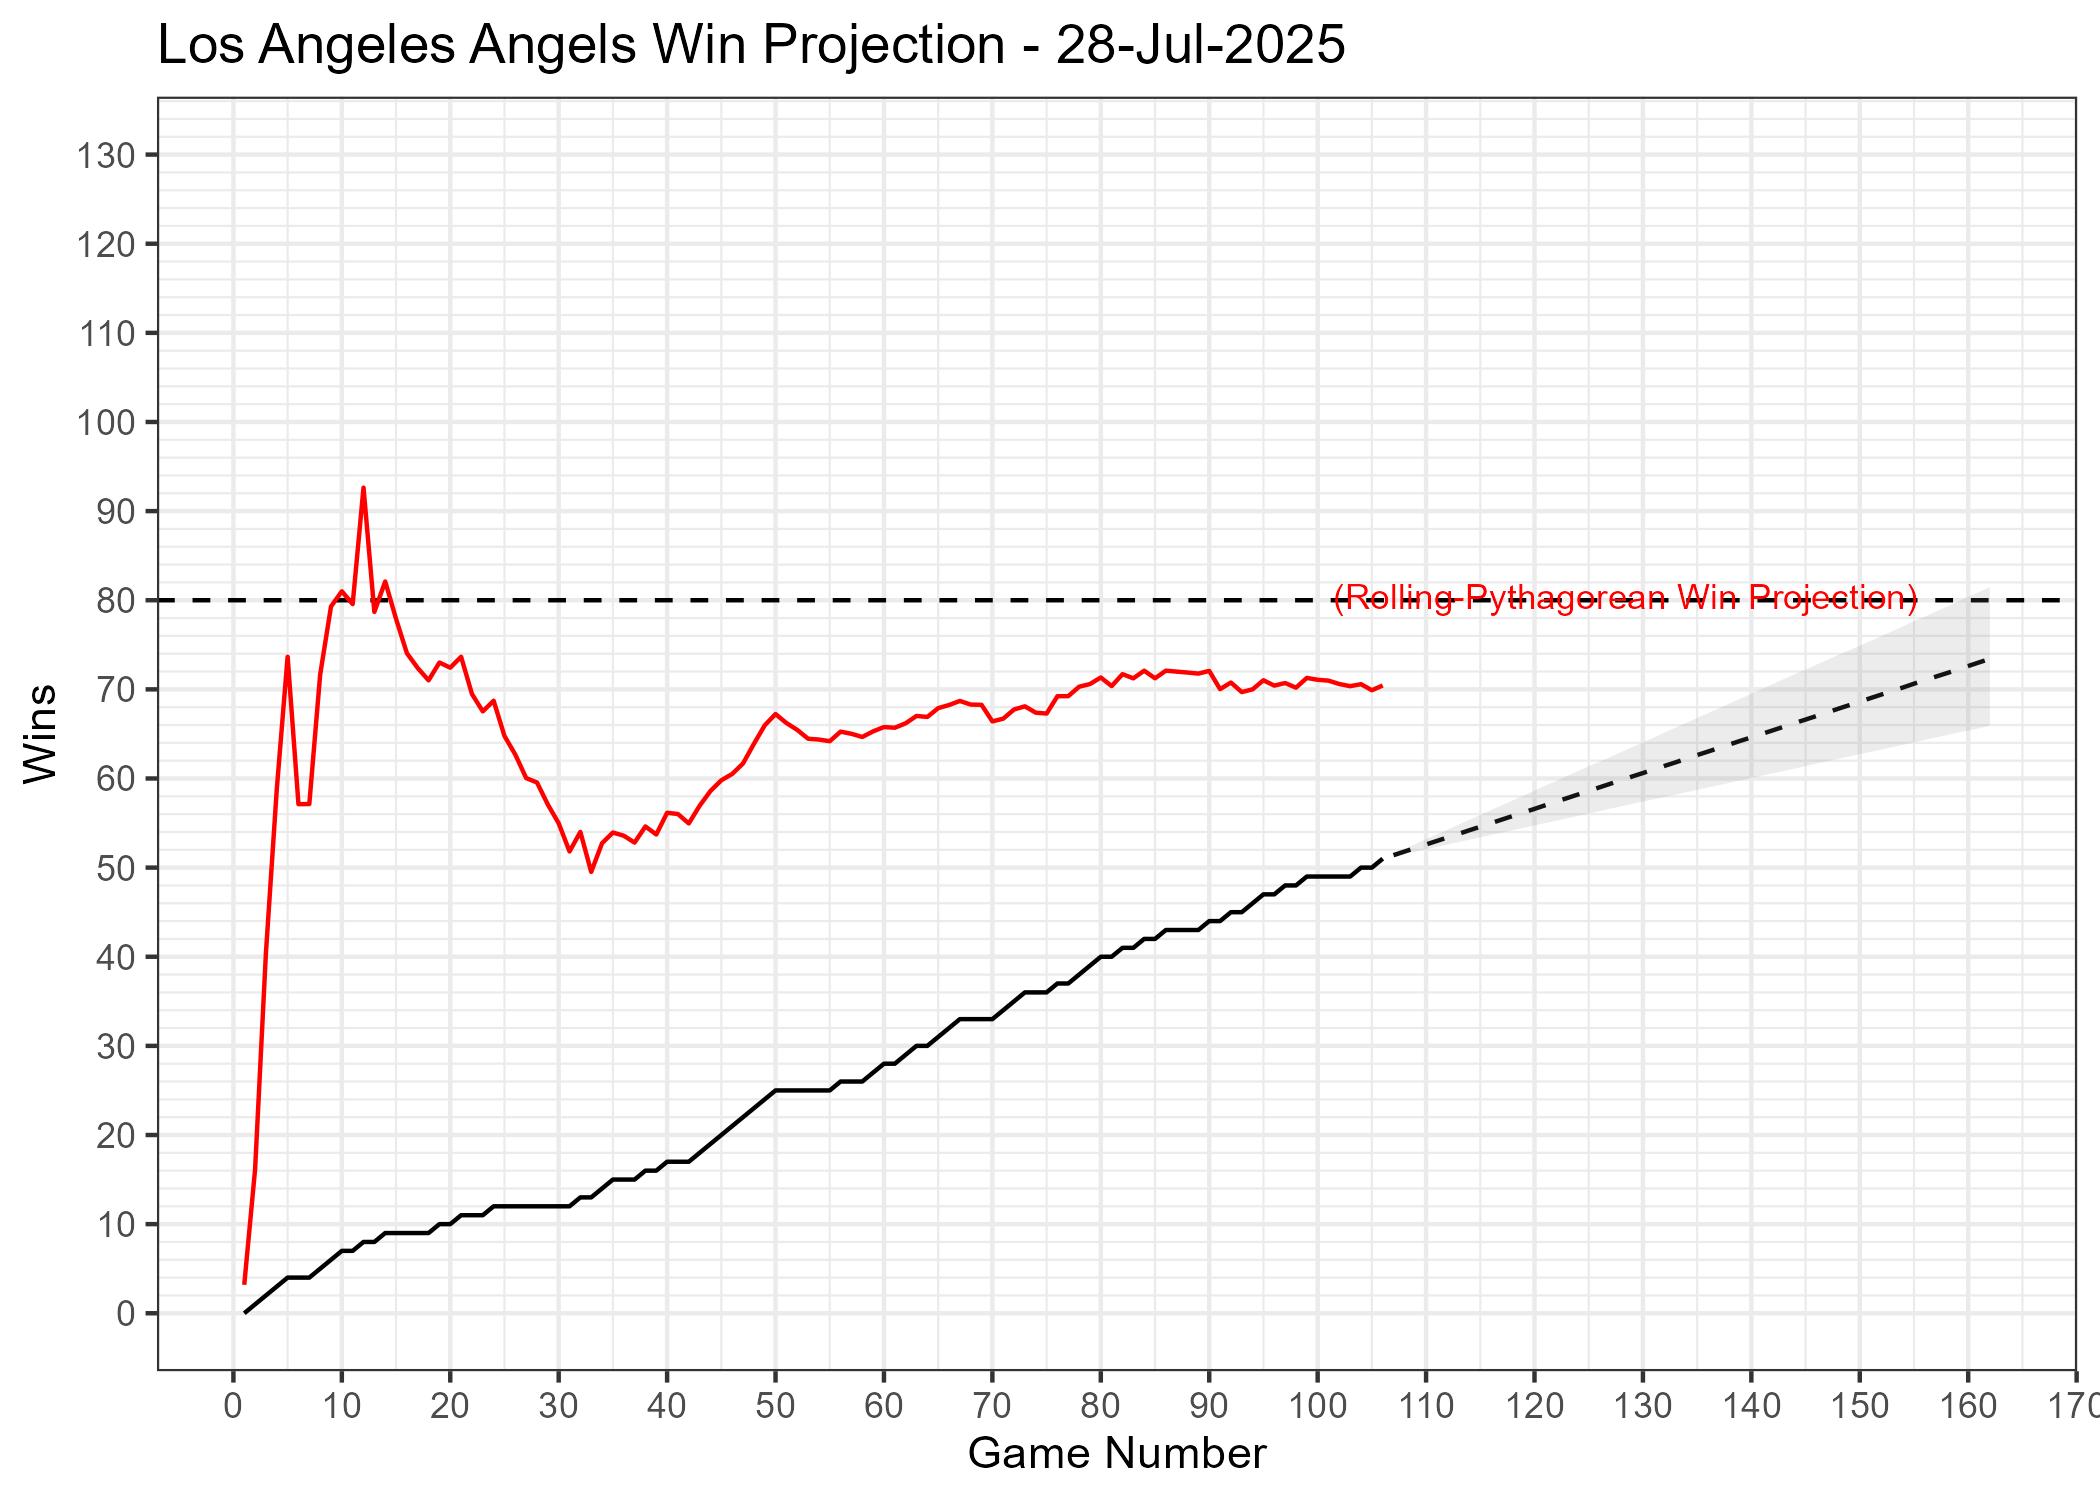 Los Angeles Angels Win Projection - 28-Jul-2025
130
120
110
100
90
80
70
60
50
40
30
20
10
0
Wins
(Rolling-Pythagorean Win Projection)
0 10 20 30 40 50 60 70 80 90 100 110 120 130 140 150 160 170
Game Number